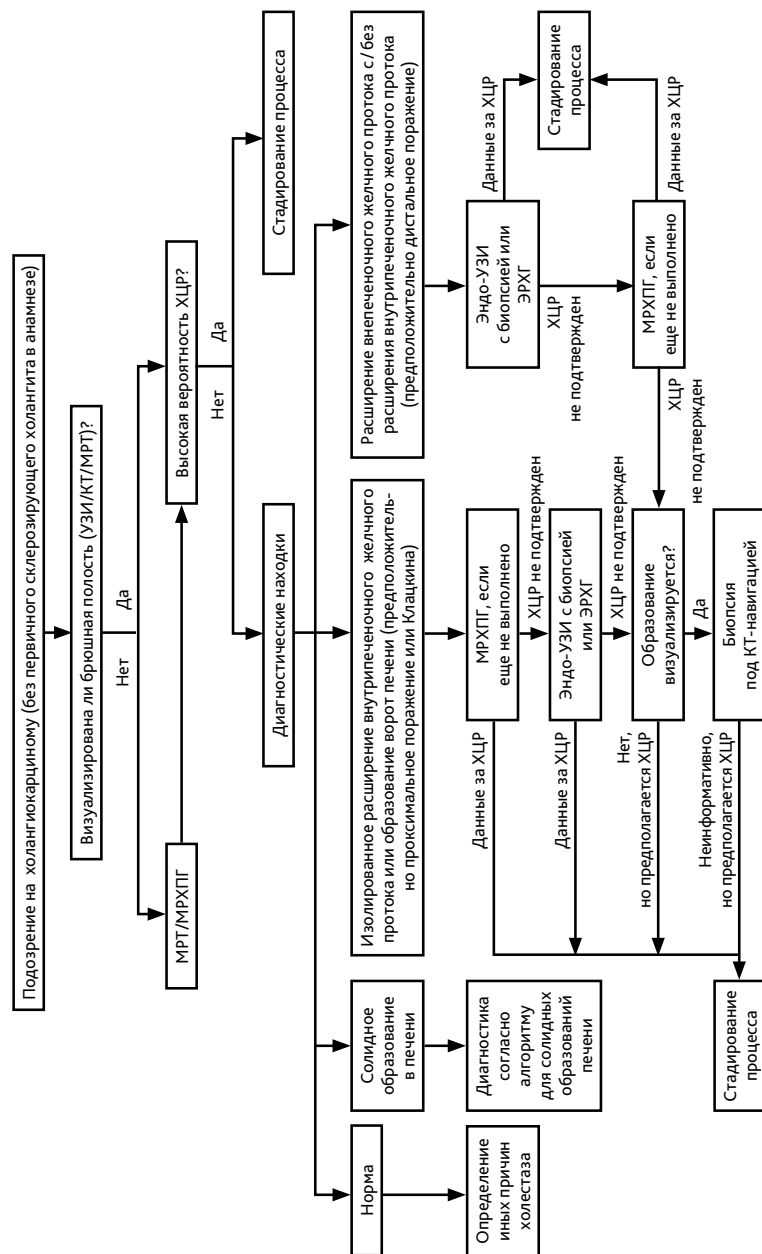 Подозрение на холангиокарциному (без первичного склерозирующего холангита в анамнезе)
Визуализирована ли брюшная полость (УЗИ/КТ/МРТ)?
Нет
Да
МРТ/МРХПГ
Высокая вероятность ХЦР?
Нет
Да
Диагностические находки
Стадирование процесса
Норма
Солидное
образование
в печени
Изолированное расширение внутрипеченочного желчного
протока или образование ворот печени (предположитель-
но проксимальное поражение или Клацкина)
Расширение внепеченочного желчного протока с/без
расширения внутрипеченочного желчного протока
(предположительно дистальное поражение)
Определение
иных причин
холестаза
Диагностика
согласно
алгоритму
для солидных
образований
печени
Данные за ХЦР
МРХПГ, если
еще не выполнено
ХЦР не подтвержден
Данные за ХЦР
Эндо-УЗИ с биопсией
или ЭРХГ
ХЦР не подтвержден
Нет,
но предполагается ХЦР
Образование
визуализируется?
Да
Неинформативно,
но предполагается ХЦР
Биопсия
под КТ-навигацией
Стадирование
процесса
Эндо-УЗИ
с биопсией или
ЭРХГ
Данные за ХЦР
ХЦР
не подтвержден
Стадирование
процесса
МРХПГ, если
еще не выполнено
Данные за ХЦР
ХЦР
не подтвержден